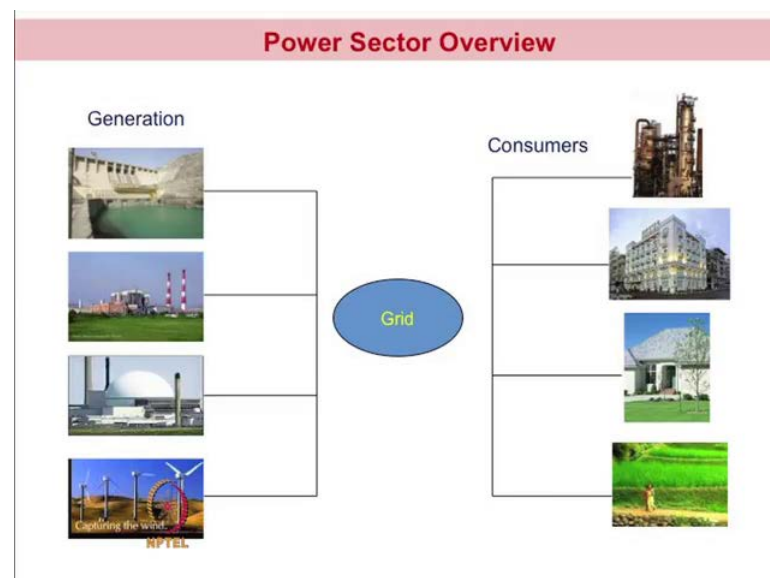 Power Sector Overview
Generation
Consumers
Grid
Capturing the wind.
NPTEL